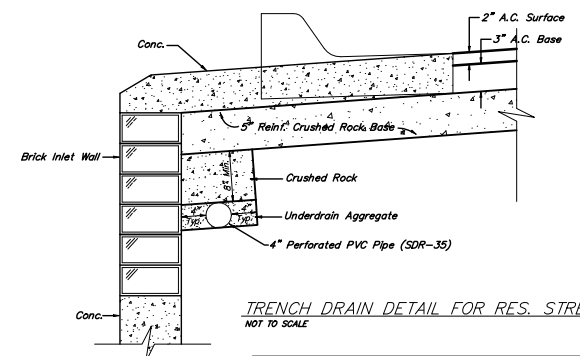 2" A.C. Surface
3" A.C. Base
Conc.
5" Reinf. Crushed Rock Base
Brick Inlet Wall
8" Min.
Crushed Rock
4" 4"
Typ. Typ.
Underdrain Aggregate
4" Perforated PVC Pipe (SDR-35)
Conc.
TRENCH DRAIN DETAIL FOR RES. STRE
NOT TO SCALE